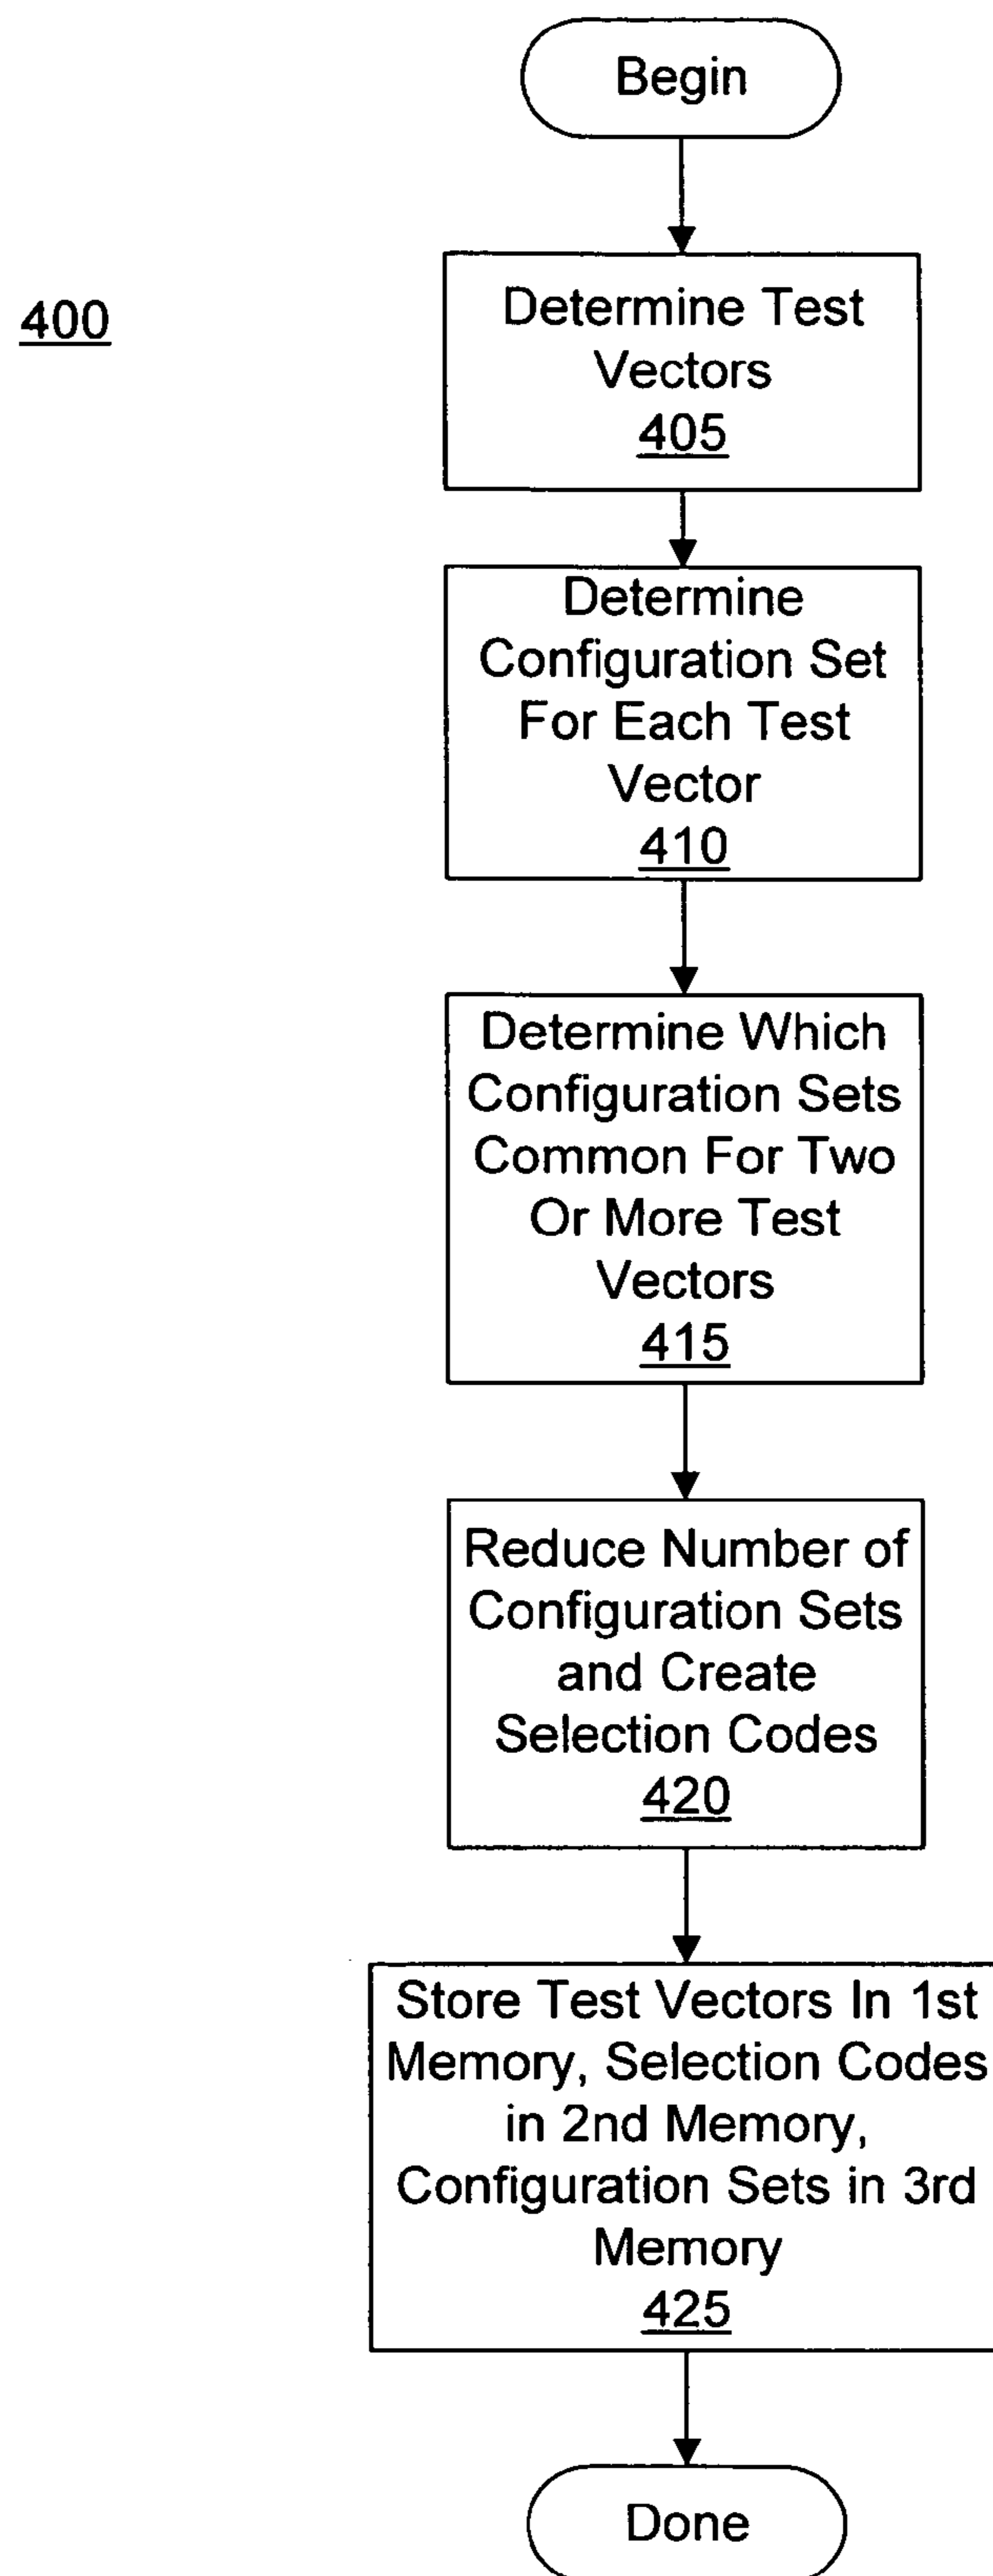 Begin
400
Determine Test
Vectors
405
Determine
Configuration Set
For Each Test
Vector
410
Determine Which
Configuration Sets
Common For Two
Or More Test
Vectors
415
Reduce Number of
Configuration Sets
and Create
Selection Codes
420
Store Test Vectors In 1st
Memory, Selection Codes
in 2nd Memory,
Configuration Sets in 3rd
Memory
425
Done